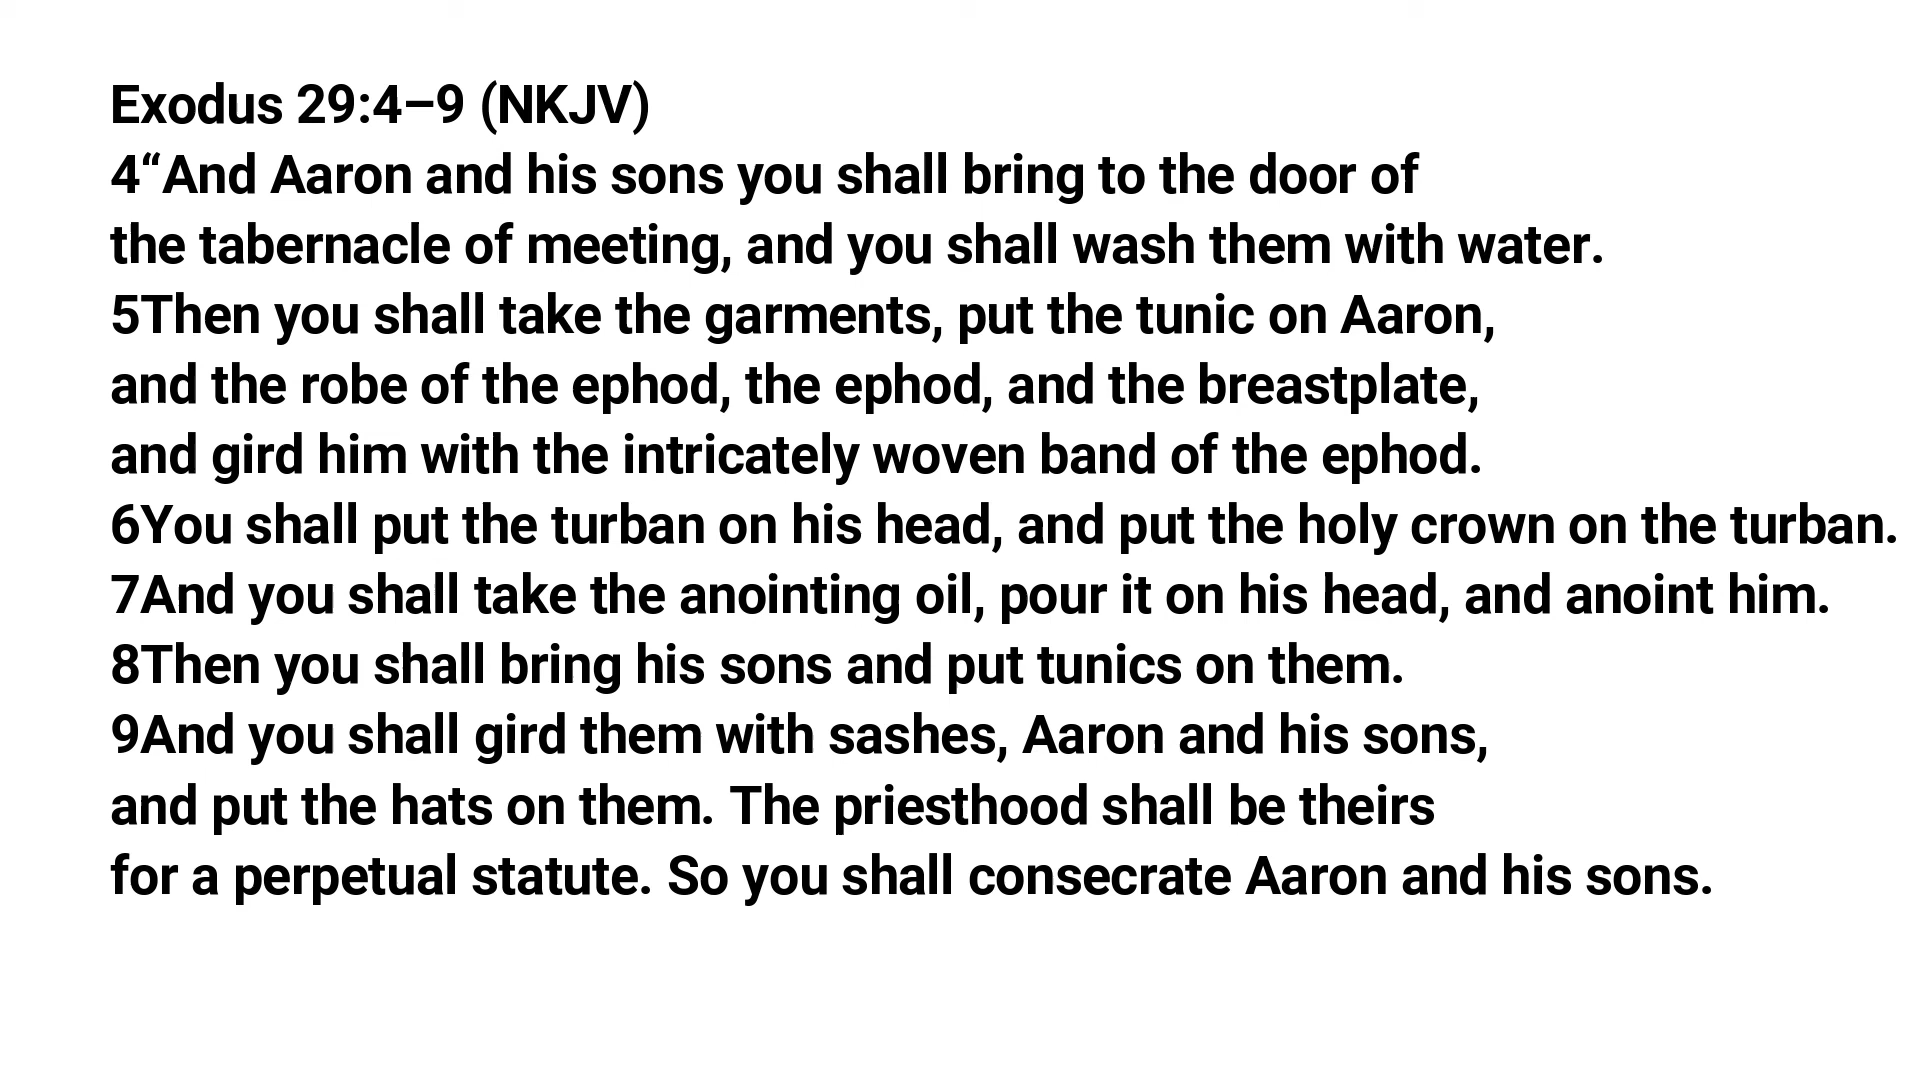 Exodus 29:4–9 (NKJV)
4“And Aaron and his sons you shall bring to the door of
the tabernacle of meeting, and you shall wash them with water.
5Then you shall take the garments, put the tunic on Aaron,
and the robe of the ephod, the ephod, and the breastplate,
and gird him with the intricately woven band of the ephod.
6You shall put the turban on his head, and put the holy crown on the turban.
7And you shall take the anointing oil, pour it on his head, and anoint him.
8Then you shall bring his sons and put tunics on them.
9And you shall gird them with sashes, Aaron and his sons,
and put the hats on them. The priesthood shall be theirs
for a perpetual statute. So you shall consecrate Aaron and his sons.